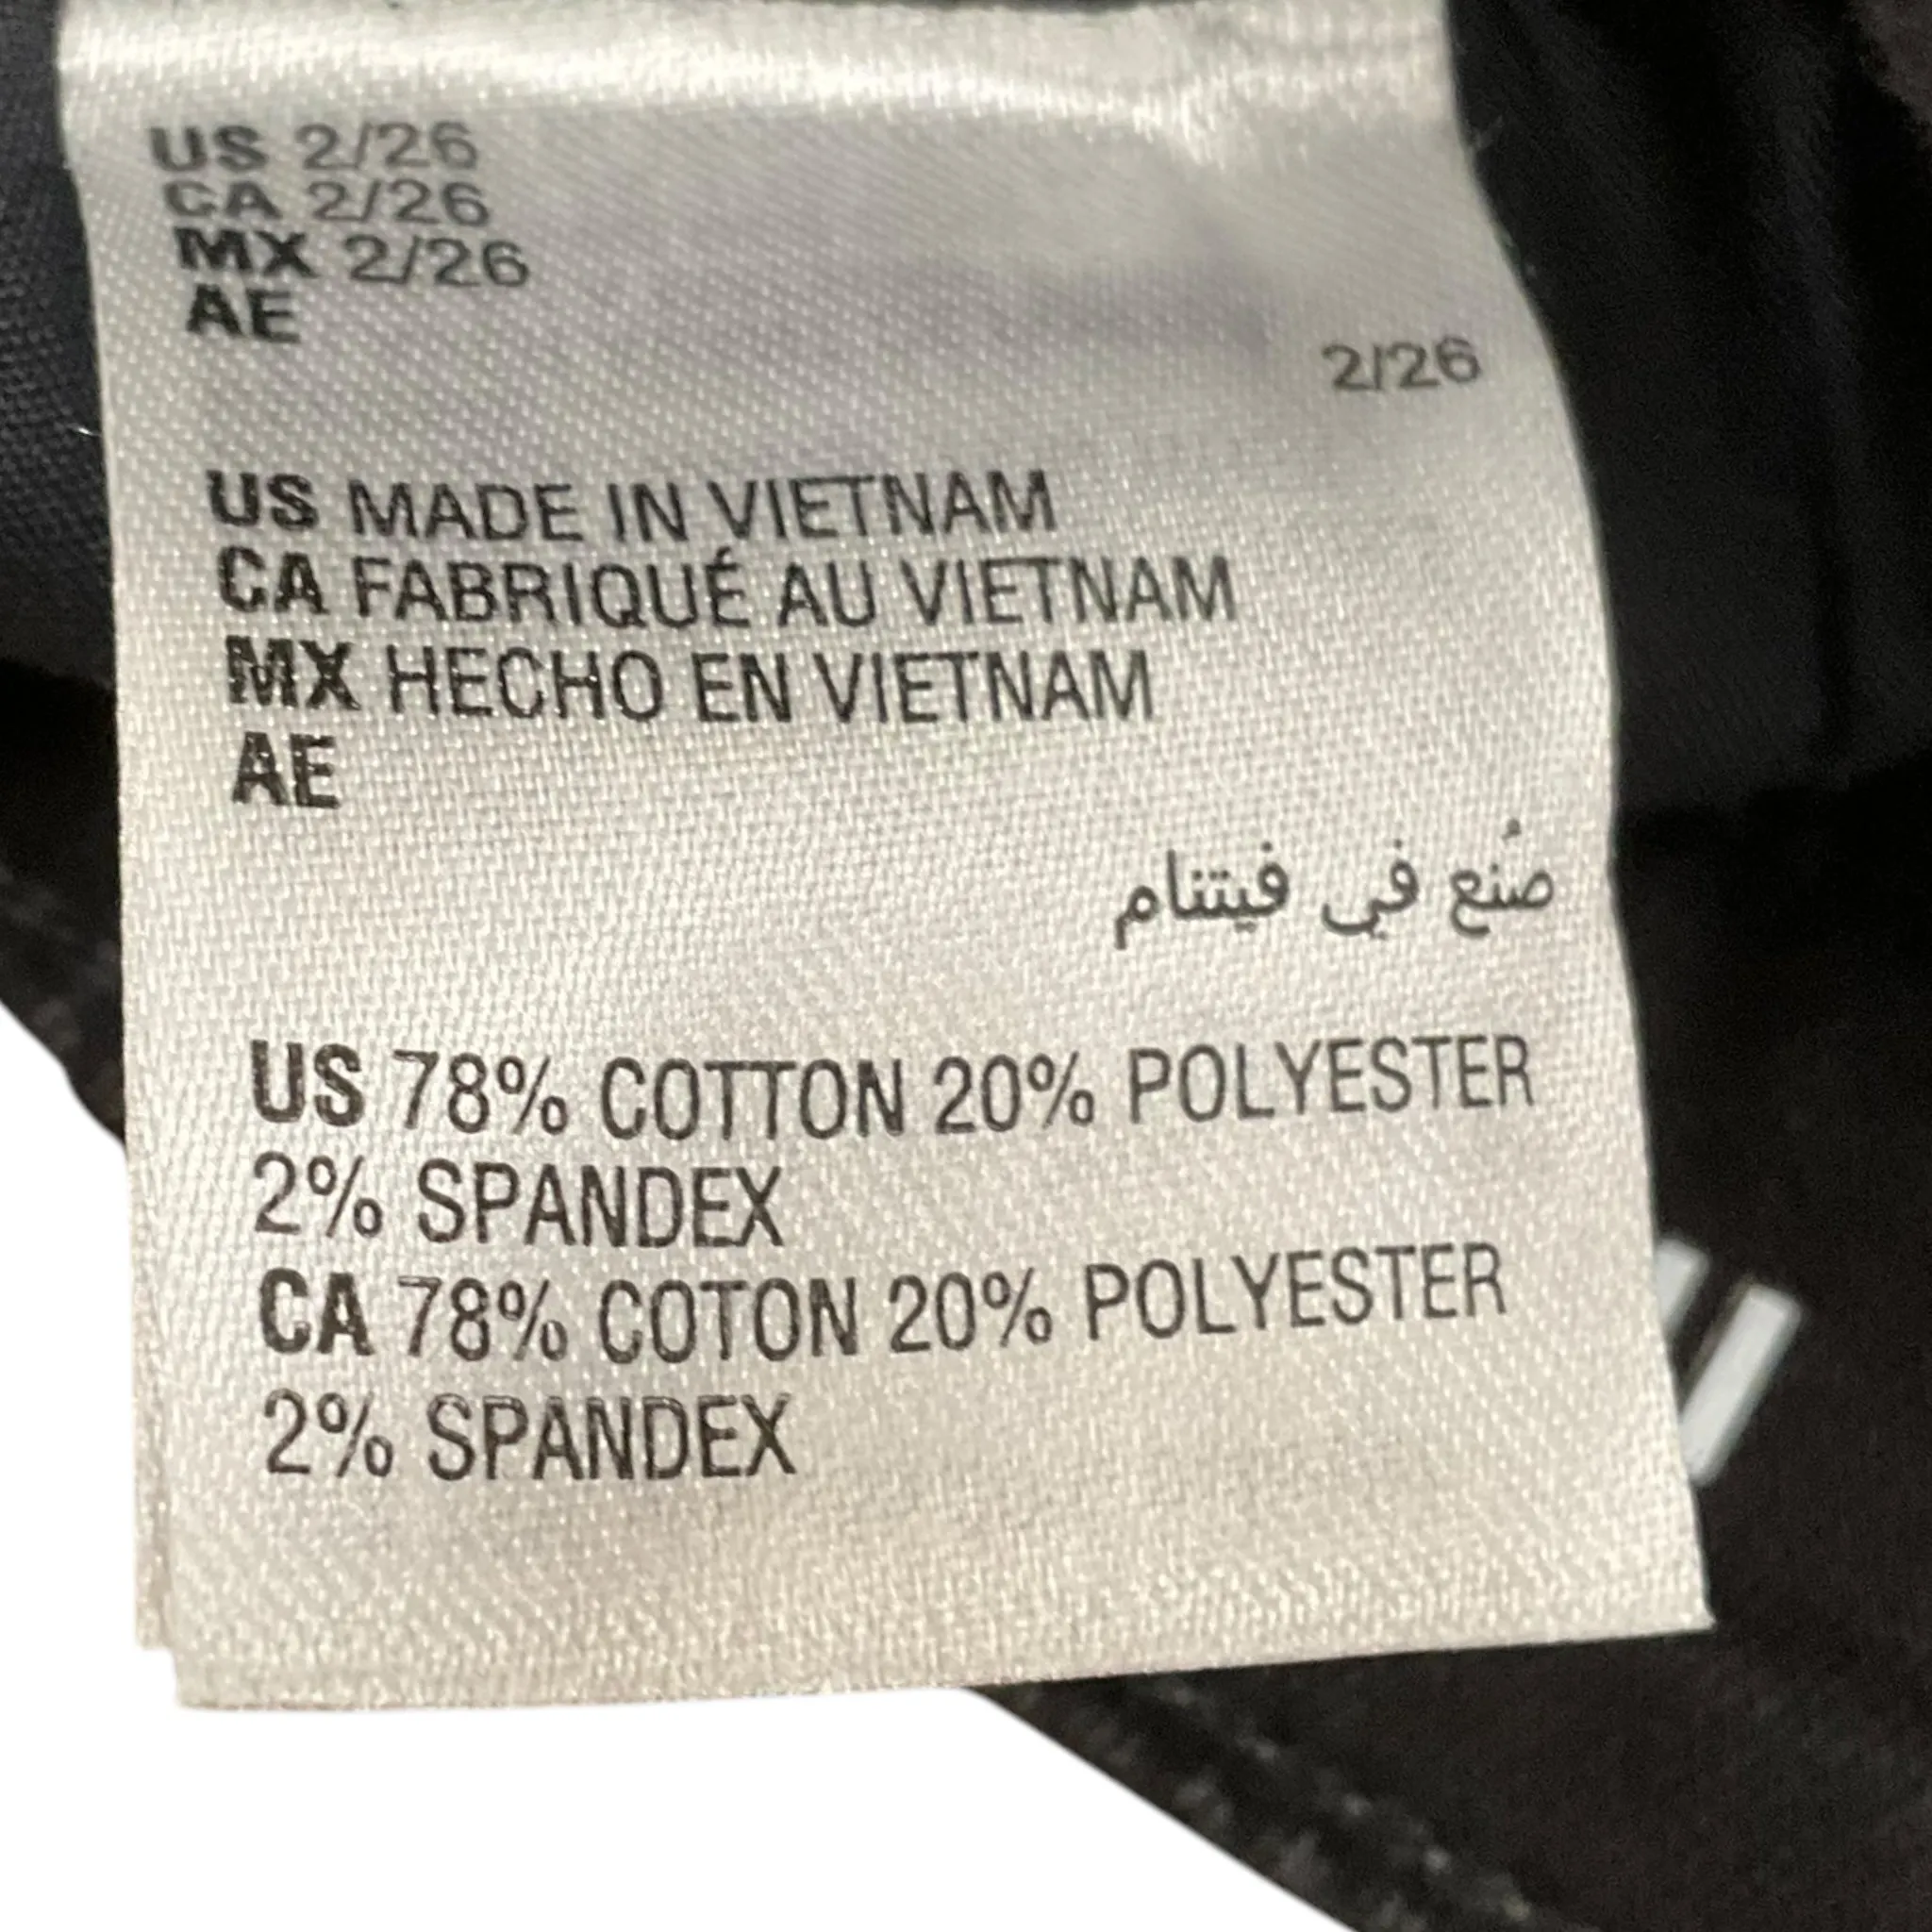 US 2/26
CA 2/26
MX 2/26
AE
2/26
US MADE IN VIETNAM
CA FABRIQUÉ AU VIETNAM
MX HECHO EN VIETNAM
AE
صُنع في فيتنام
US 78% COTTON 20% POLYESTER
2% SPANDEX
CA 78% COTON 20% POLYESTER
2% SPANDEX